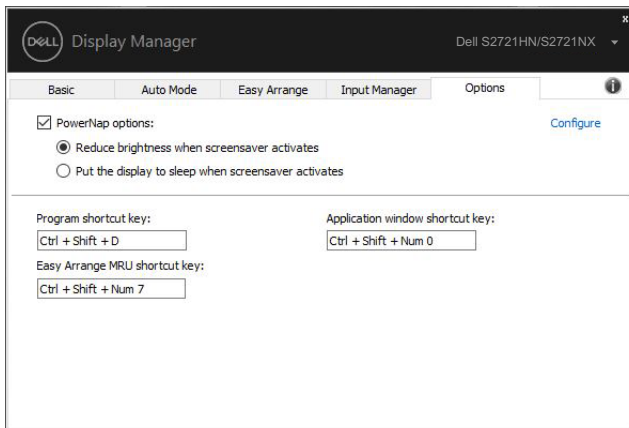 x
DELL Display Manager
Dell S2721HN/S2721NX
Basic Auto Mode Easy Arrange Input Manager Options i
PowerNap options: Configure
Reduce brightness when screensaver activates
Put the display to sleep when screensaver activates
Program shortcut key: Application window shortcut key:
Ctrl + Shift + D Ctrl + Shift + Num 0
Easy Arrange MRU shortcut key:
Ctrl + Shift + Num 7